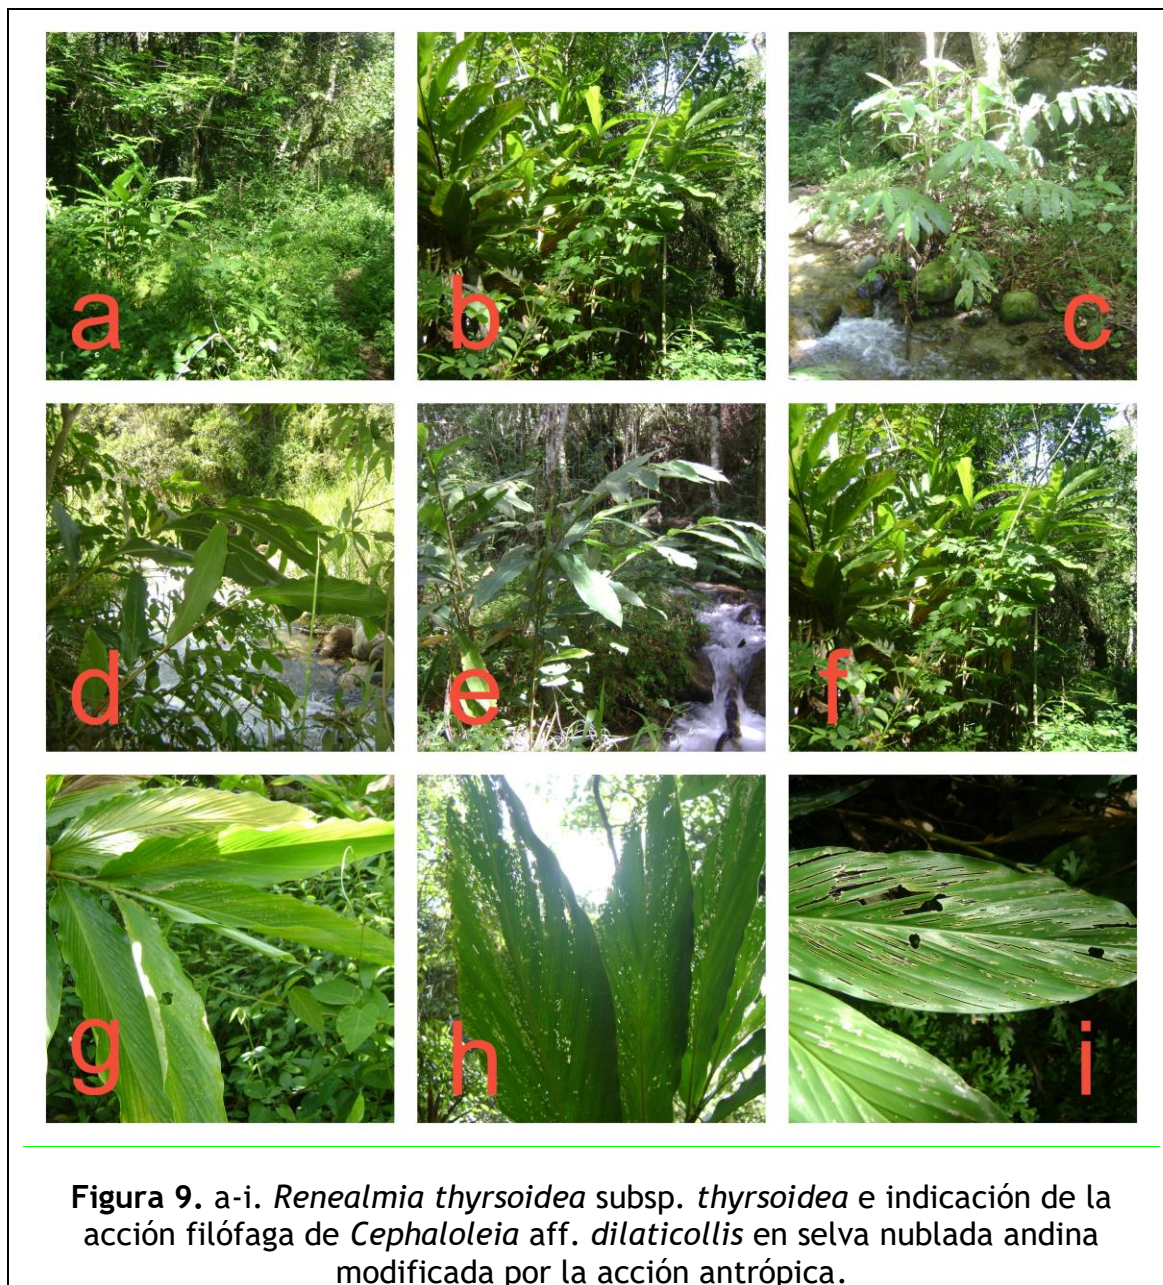 a
b
c
d
e
f
g
h
i
Figura 9. a-i. Renealmia thyrsoidea subsp. thyrsoidea e indicación de la
acción filófaga de Cephaloleia aff. dilaticollis en selva nublada andina
modificada por la acción antrópica.